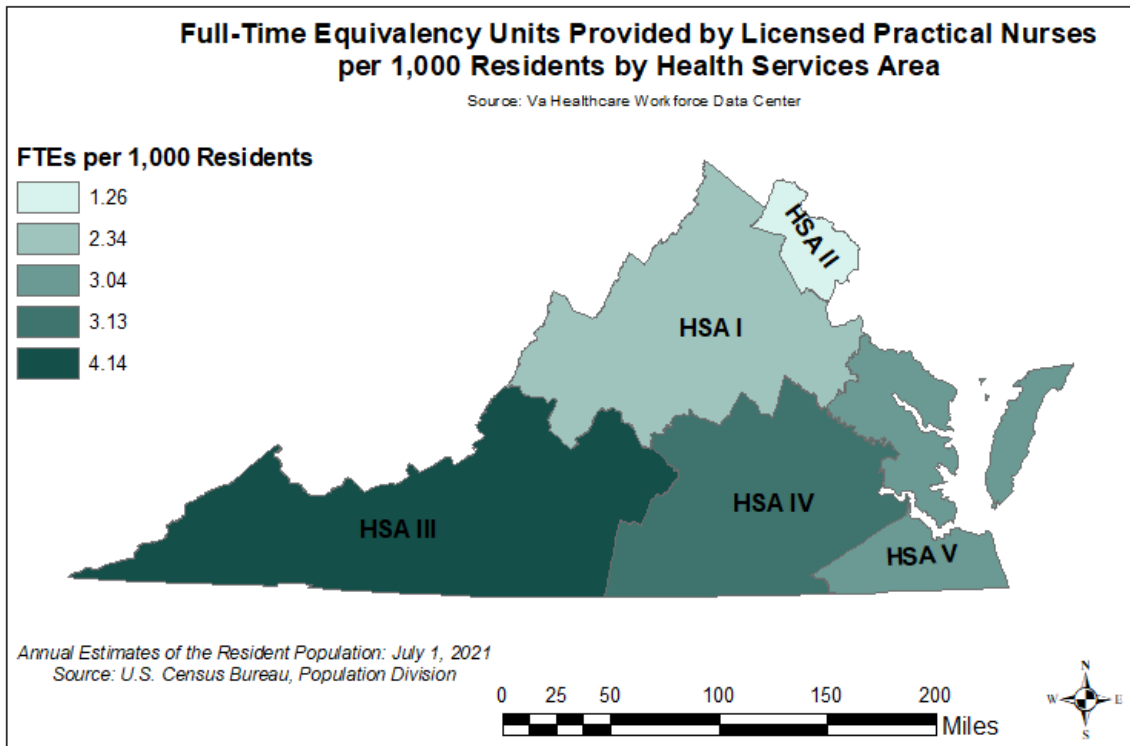 Full-Time Equivalency Units Provided by Licensed Practical Nurses
per 1,000 Residents by Health Services Area
Source: Va Healthcare Workforce Data Center
FTEs per 1,000 Residents
1.26
2.34
3.04
3.13
4.14
HSA II
HSA I
HSA IV
HSA III
HSA V
Annual Estimates of the Resident Population: July 1, 2021
Source: U.S. Census Bureau, Population Division
0 25 50 100 150 200
Miles
N
W E
S